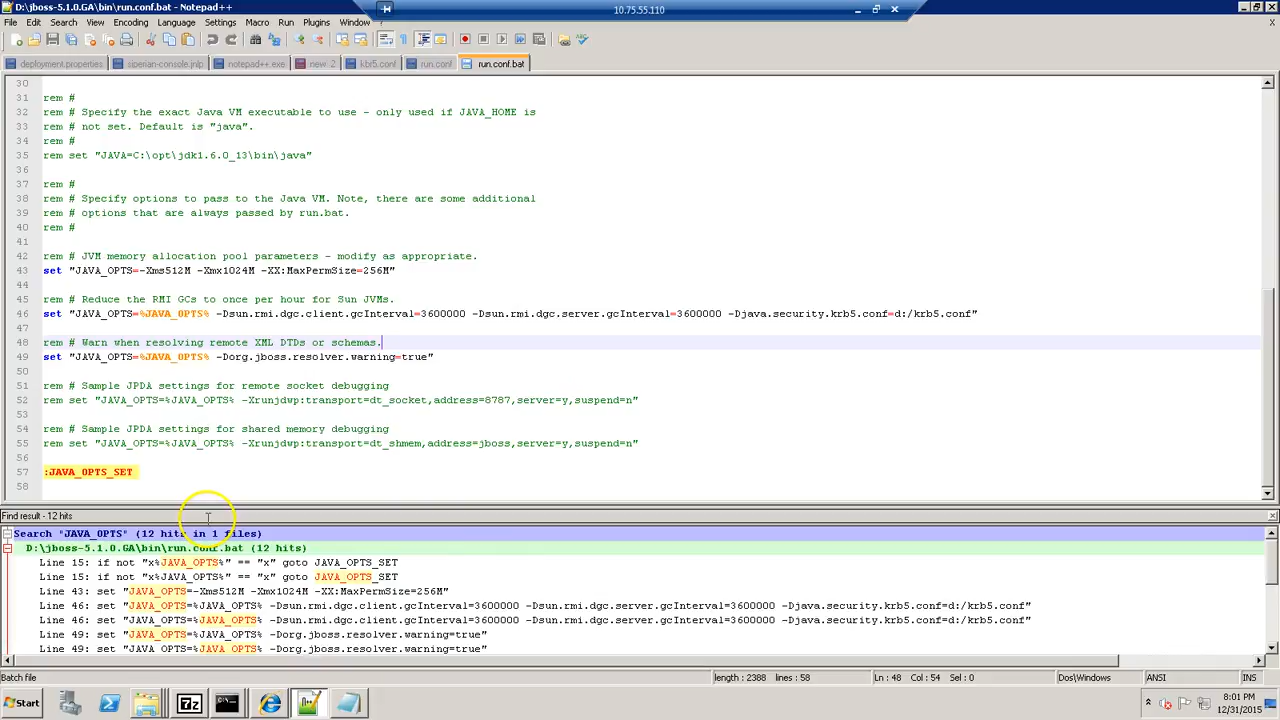 D:\jboss-5.1.0.GA\bin\run.conf.bat - Notepad++
10.75.55.110
File Edit Search View Encoding Language Settings Macro Run Plugins Window
deployment.properties siperian-console.jnlp notepad++.exe new 2 kbr5.conf run.conf run.conf.bat
30
31 rem #
32 rem # Specify the exact Java VM executable to use - only used if JAVA_HOME is
33 rem # not set. Default is "java".
34 rem #
35 rem set "JAVA=C:\opt\jdk1.6.0_13\bin\java"
36
37 rem #
38 rem # Specify options to pass to the Java VM. Note, there are some additional
39 rem # options that are always passed by run.bat.
40 rem #
41
42 rem # JVM memory allocation pool parameters - modify as appropriate.
43 set "JAVA_OPTS=-Xms512M -Xmx1024M -XX:MaxPermSize=256M"
44
45 rem # Reduce the RMI GCs to once per hour for Sun JVMs.
46 set "JAVA_OPTS=%JAVA_OPTS% -Dsun.rmi.dgc.client.gcInterval=3600000 -Dsun.rmi.dgc.server.gcInterval=3600000 -Djava.security.krb5.conf=d:/krb5.conf"
47
48 rem # Warn when resolving remote XML DTDs or schemas.
49 set "JAVA_OPTS=%JAVA_OPTS% -Dorg.jboss.resolver.warning=true"
50
51 rem # Sample JPDA settings for remote socket debugging
52 rem set "JAVA_OPTS=%JAVA_OPTS% -Xrunjdwp:transport=dt_socket,address=8787,server=y,suspend=n"
53
54 rem # Sample JPDA settings for shared memory debugging
55 rem set "JAVA_OPTS=%JAVA_OPTS% -Xrunjdwp:transport=dt_shmem,address=jboss,server=y,suspend=n"
56
57 :JAVA_OPTS_SET
58
Find result - 12 hits
Search "JAVA_OPTS" (12 hits in 1 files)
D:\jboss-5.1.0.GA\bin\run.conf.bat (12 hits)
Line 15: if not "x%JAVA_OPTS%" == "x" goto JAVA_OPTS_SET
Line 15: if not "x%JAVA_OPTS%" == "x" goto JAVA_OPTS_SET
Line 43: set "JAVA_OPTS=-Xms512M -Xmx1024M -XX:MaxPermSize=256M"
Line 46: set "JAVA_OPTS=%JAVA_OPTS% -Dsun.rmi.dgc.client.gcInterval=3600000 -Dsun.rmi.dgc.server.gcInterval=3600000 -Djava.security.krb5.conf=d:/krb5.conf"
Line 46: set "JAVA_OPTS=%JAVA_OPTS% -Dsun.rmi.dgc.client.gcInterval=3600000 -Dsun.rmi.dgc.server.gcInterval=3600000 -Djava.security.krb5.conf=d:/krb5.conf"
Line 49: set "JAVA_OPTS=%JAVA_OPTS% -Dorg.jboss.resolver.warning=true"
Line 49: set "JAVA_OPTS=%JAVA_OPTS% -Dorg.jboss.resolver.warning=true"
Batch file length : 2388 lines : 58 Ln : 48 Col : 54 Sel : 0 Dos\Windows ANSI INS
Start
8:01 PM
12/31/2015